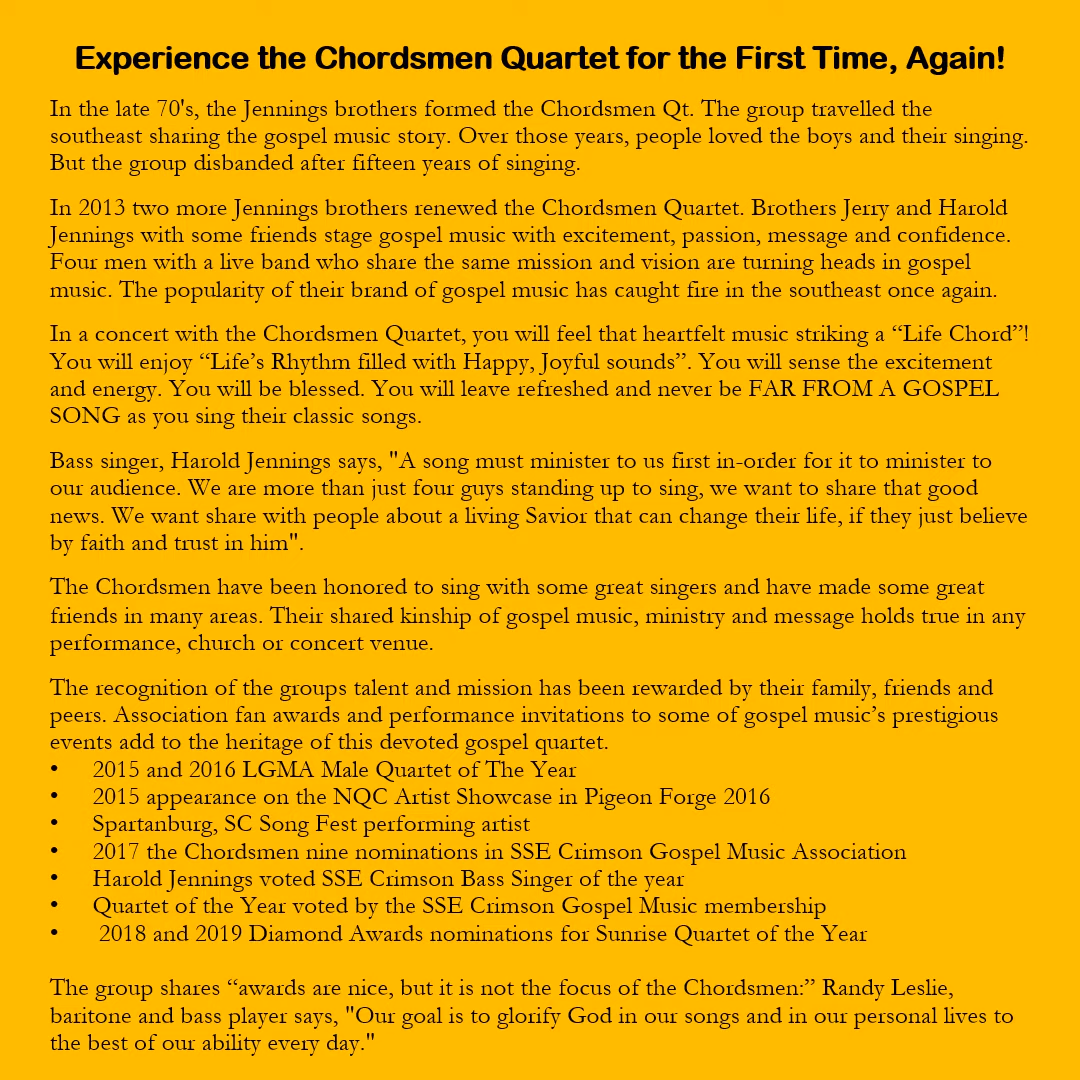 Experience the Chordsmen Quartet for the First Time, Again!
In the late 70's, the Jennings brothers formed the Chordsmen Qt. The group travelled the
southeast sharing the gospel music story. Over those years, people loved the boys and their singing.
But the group disbanded after fifteen years of singing.
In 2013 two more Jennings brothers renewed the Chordsmen Quartet. Brothers Jerry and Harold
Jennings with some friends stage gospel music with excitement, passion, message and confidence.
Four men with a live band who share the same mission and vision are turning heads in gospel
music. The popularity of their brand of gospel music has caught fire in the southeast once again.
In a concert with the Chordsmen Quartet, you will feel that heartfelt music striking a “Life Chord”!
You will enjoy “Life’s Rhythm filled with Happy, Joyful sounds”. You will sense the excitement
and energy. You will be blessed. You will leave refreshed and never be FAR FROM A GOSPEL
SONG as you sing their classic songs.
Bass singer, Harold Jennings says, "A song must minister to us first in-order for it to minister to
our audience. We are more than just four guys standing up to sing, we want to share that good
news. We want share with people about a living Savior that can change their life, if they just believe
by faith and trust in him".
The Chordsmen have been honored to sing with some great singers and have made some great
friends in many areas. Their shared kinship of gospel music, ministry and message holds true in any
performance, church or concert venue.
The recognition of the groups talent and mission has been rewarded by their family, friends and
peers. Association fan awards and performance invitations to some of gospel music’s prestigious
events add to the heritage of this devoted gospel quartet.
• 2015 and 2016 LGMA Male Quartet of The Year
• 2015 appearance on the NQC Artist Showcase in Pigeon Forge 2016
• Spartanburg, SC Song Fest performing artist
• 2017 the Chordsmen nine nominations in SSE Crimson Gospel Music Association
• Harold Jennings voted SSE Crimson Bass Singer of the year
• Quartet of the Year voted by the SSE Crimson Gospel Music membership
• 2018 and 2019 Diamond Awards nominations for Sunrise Quartet of the Year
The group shares “awards are nice, but it is not the focus of the Chordsmen:” Randy Leslie,
baritone and bass player says, "Our goal is to glorify God in our songs and in our personal lives to
the best of our ability every day."